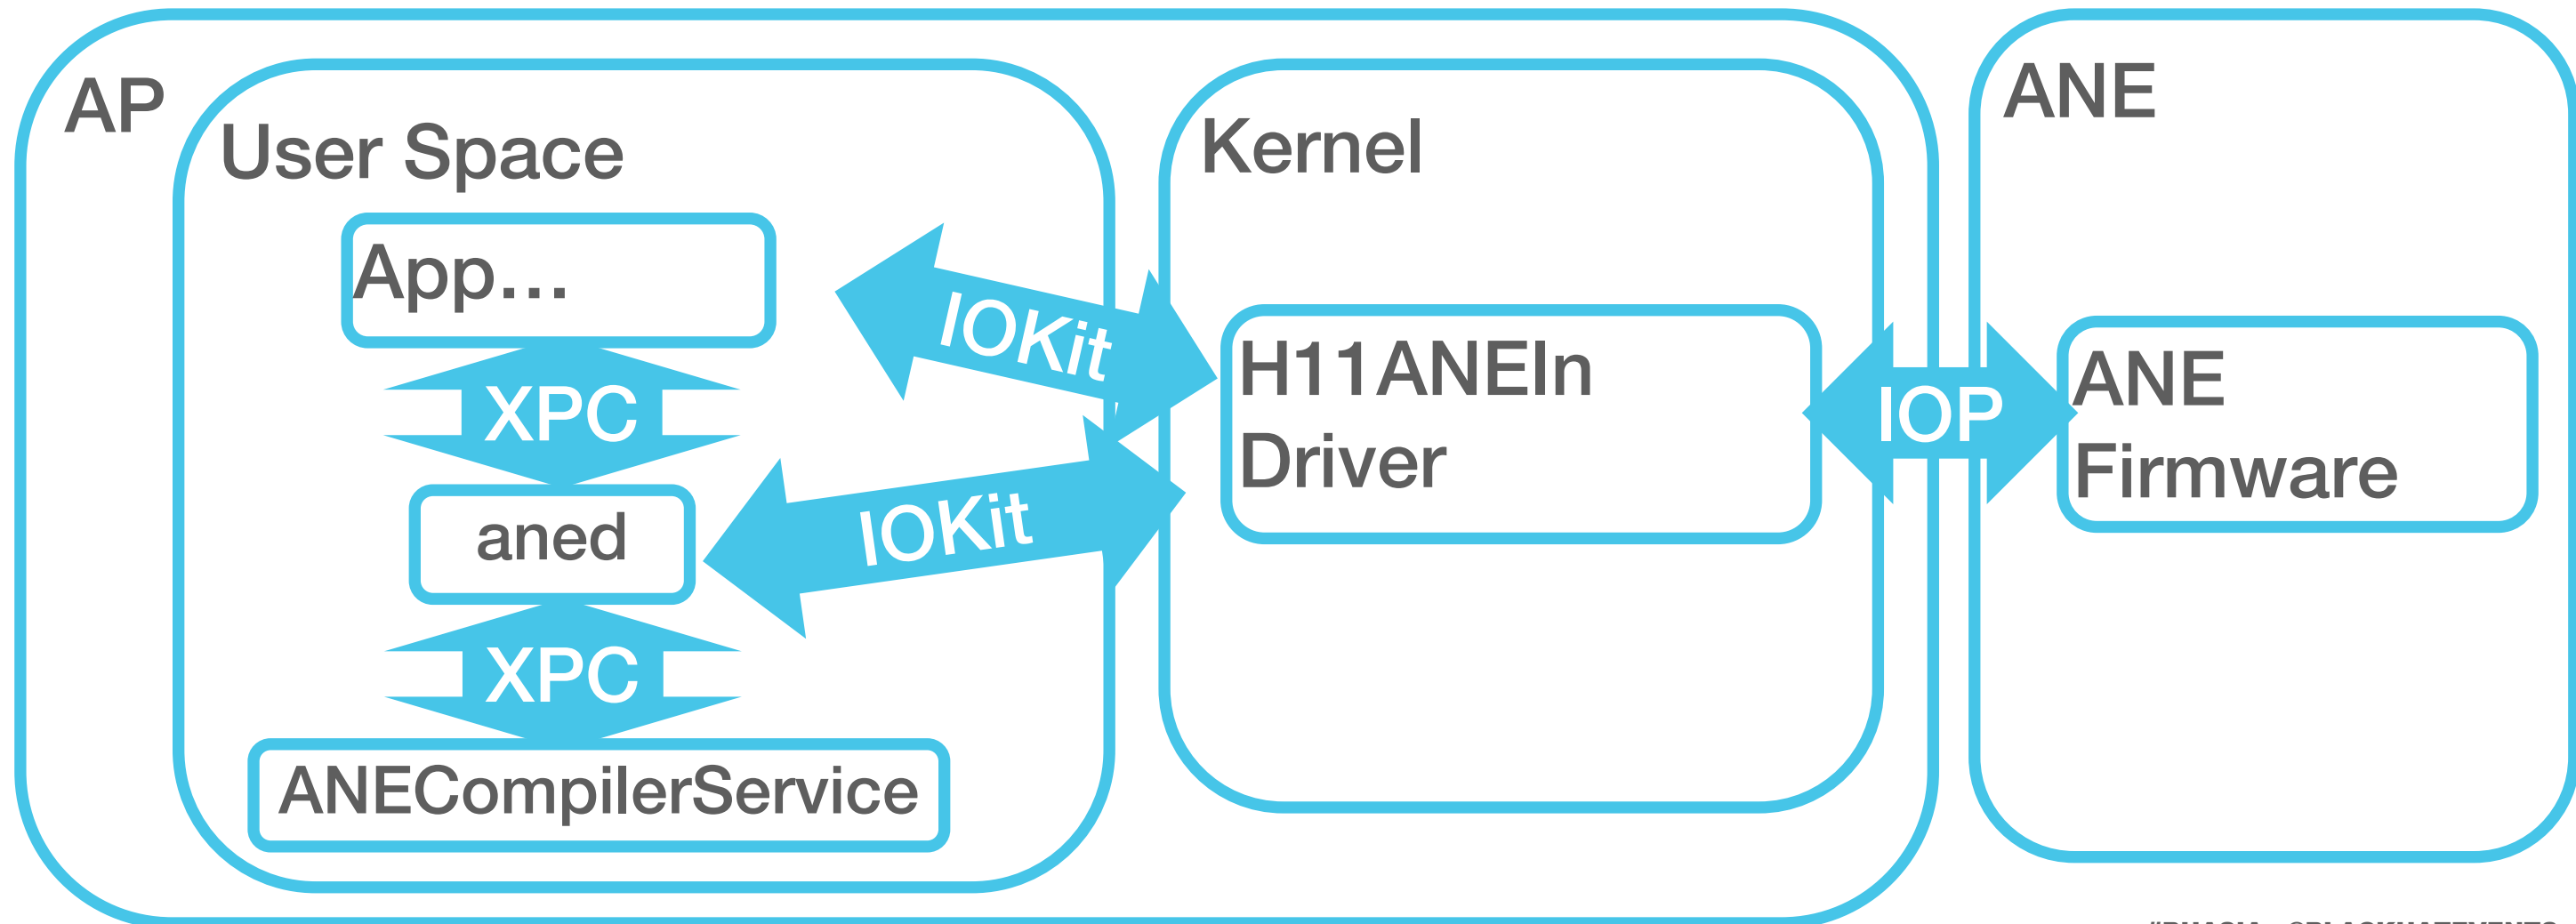 AP
User Space
App...
XPC
aned
XPC
ANECompilerService
IOKit
IOKit
Kernel
H11ANEIn
Driver
IOP
ANE
ANE
Firmware